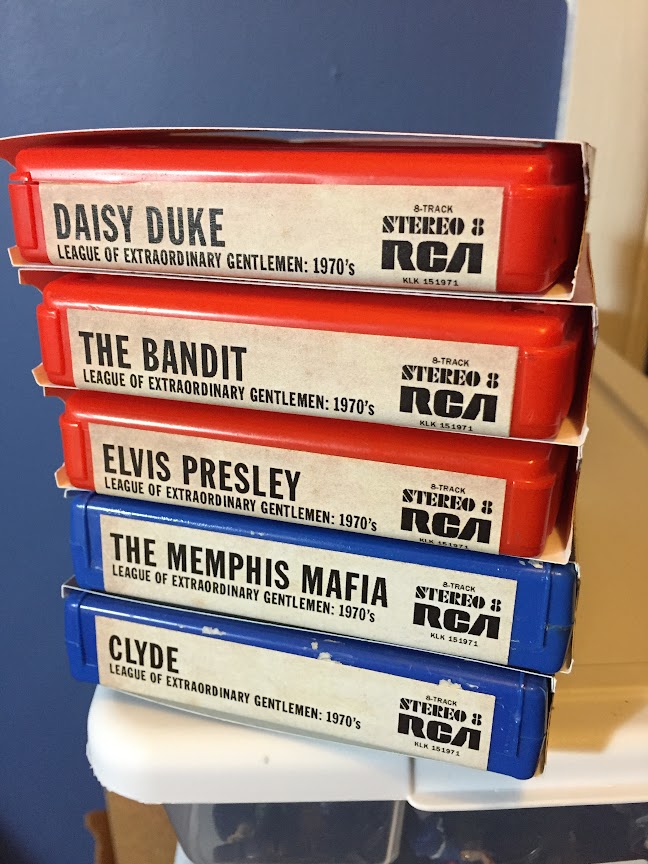 DAISY DUKE
LEAGUE OF EXTRAORDINARY GENTLEMEN: 1970's
8-TRACK
STEREO 8
RCA
KLK 151971
THE BANDIT
LEAGUE OF EXTRAORDINARY GENTLEMEN: 1970's
8-TRACK
STEREO 8
RCA
KLK 151971
ELVIS PRESLEY
LEAGUE OF EXTRAORDINARY GENTLEMEN: 1970's
8-TRACK
STEREO 8
RCA
KLK 151971
THE MEMPHIS MAFIA
LEAGUE OF EXTRAORDINARY GENTLEMEN: 1970's
8-TRACK
STEREO 8
RCA
KLK 151971
CLYDE
LEAGUE OF EXTRAORDINARY GENTLEMEN: 1970's
8-TRACK
STEREO 8
RCA
KLK 151971